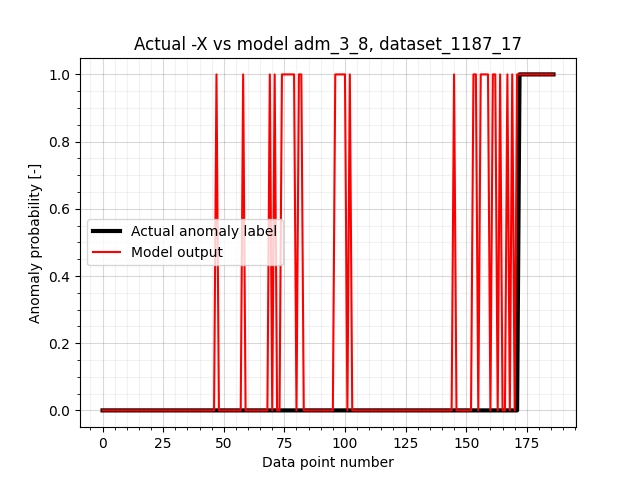 Actual -X vs model adm_3_8, dataset_1187_17
1.0
0.8
0.6
0.4
0.2
0.0
Anomaly probability [-]
Actual anomaly label
Model output
0 25 50 75 100 125 150 175
Data point number